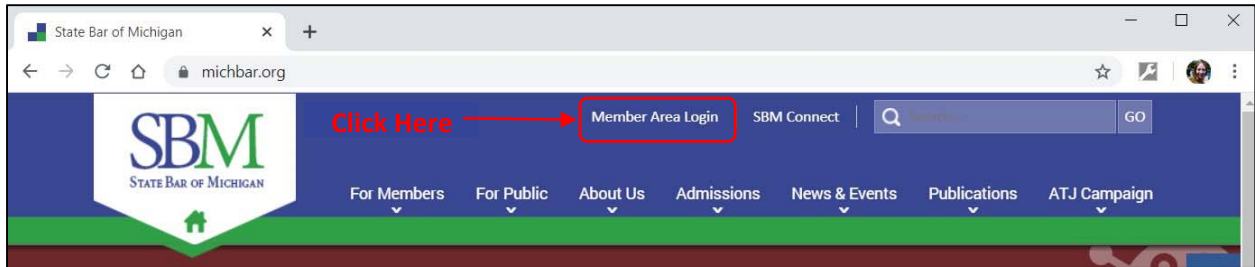 State Bar of Michigan
michbar.org
Click Here
Member Area Login
SBM Connect
GO
SBM
STATE BAR OF MICHIGAN
For Members For Public About Us Admissions News & Events Publications ATJ Campaign